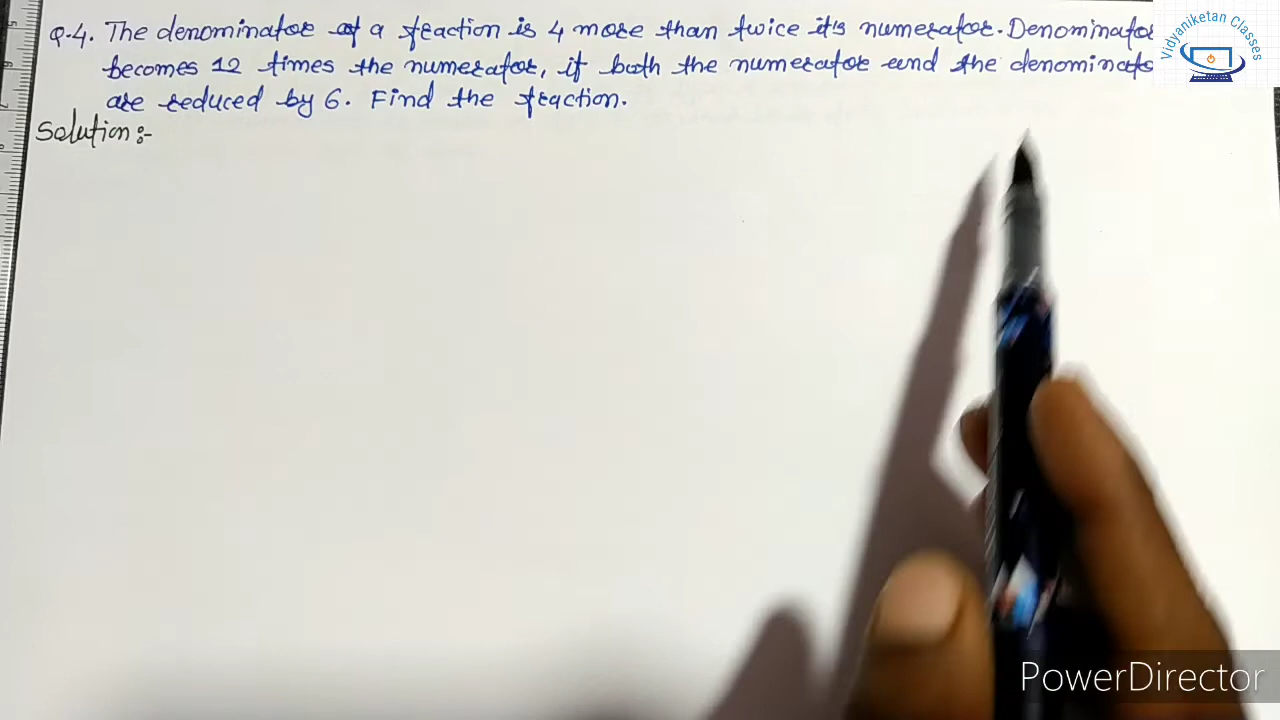 Q.4. The denominator of a fraction is 4 more than twice it's numerator. Denominator
becomes 12 times the numerator, if both the numerator and the denominator
are reduced by 6. Find the fraction.
Solution:-
Vidyaniketan Classes
PowerDirector